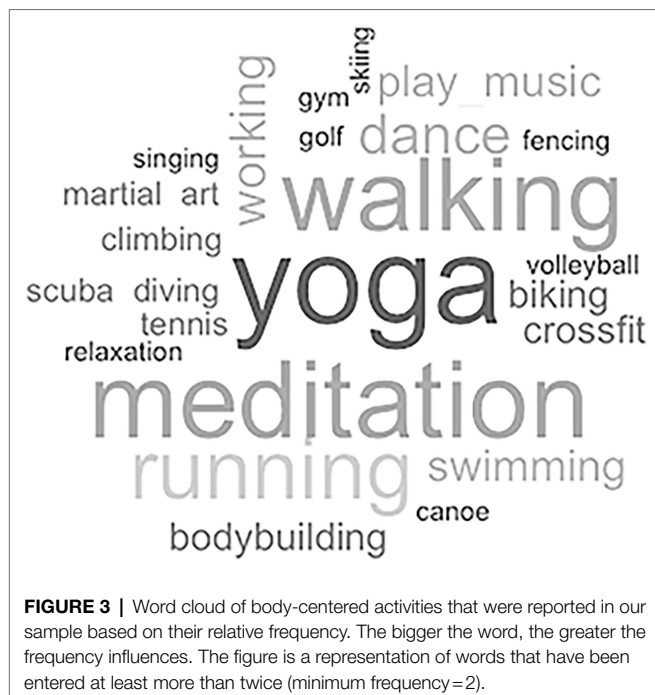 skiing
play_music
working
gym
golf dance fencing
singing
walking
martial art
climbing
yoga
volleyball
scuba diving
biking
tennis
crossfit
relaxation
meditation
running
swimming
canoe
bodybuilding
FIGURE 3 | Word cloud of body-centered activities that were reported in our
sample based on their relative frequency. The bigger the word, the greater the
frequency influences. The figure is a representation of words that have been
entered at least more than twice (minimum frequency=2).